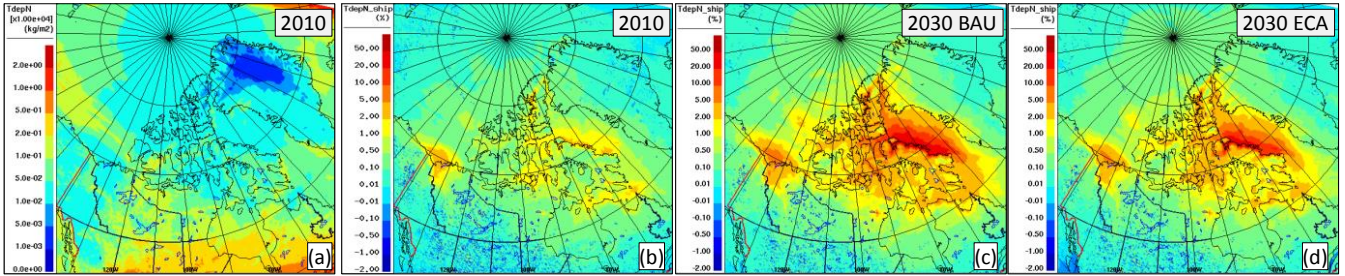 TdepN
[x1.00e+04]
(kg/m2)
2.0e+00
1.0e+00
5.0e-01
2.0e-01
1.0e-01
5.0e-02
1.0e-02
5.0e-03
1.0e-03
0.0e+00
2010
120W
(a)
TdepN_ship
(%)
50.00
20.00
10.00
5.00
2.00
1.00
0.50
0.10
0.01
-0.01
-0.10
-0.50
-1.00
-2.00
2010
120W
(b)
TdepN_ship
(%)
50.00
20.00
10.00
5.00
2.00
1.00
0.50
0.10
0.01
-0.01
-0.10
-0.50
-1.00
-2.00
2030 BAU
120W
(c)
TdepN_ship
(%)
50.00
20.00
10.00
5.00
2.00
1.00
0.50
0.10
0.01
-0.01
-0.10
-0.50
-1.00
-2.00
2030 ECA
120W
(d)